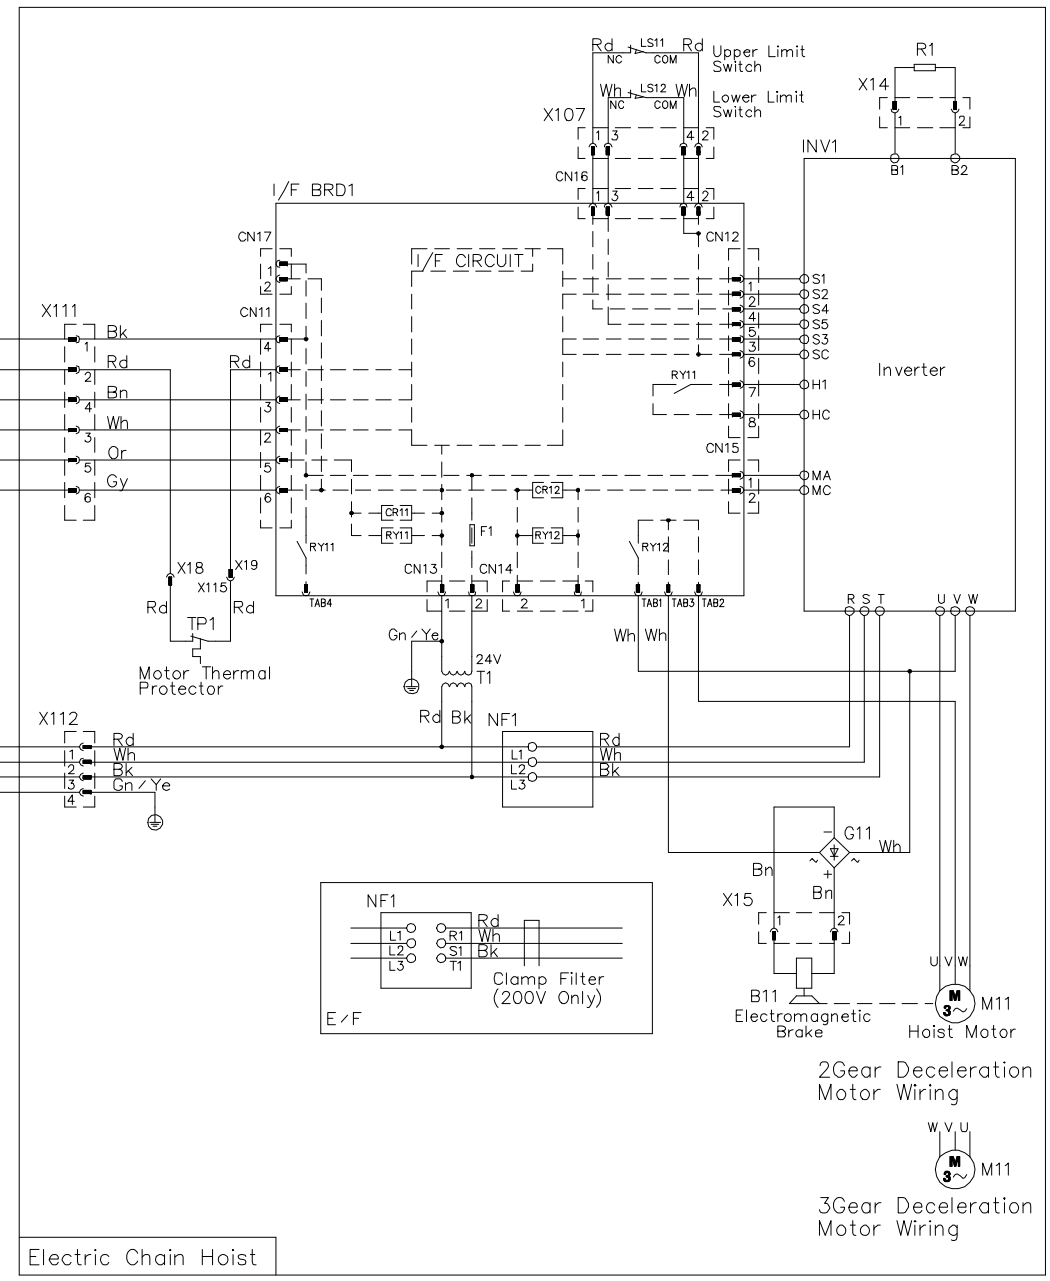 Rd LS11 Rd Upper Limit
NC COM Switch
Wh LS12 Wh Lower Limit
NC COM Switch
R1
X14
1 2
X107
1 3 4 2
INV1
B1 B2
CN16
1 3 4 2
I/F BRD1
CN17
1
2
I/F CIRCUIT
CN12
1 S1
2 S2
4 S4
5 S5
3 S3
6 SC
RY11
7 H1
8 HC
Inverter
X111
CN11
1 Bk 4
2 Rd Rd 1
4 Bn 3
3 Wh 2
5 Or 5
6 Gy 6
CN15
1 MA
2 MC
CR12
CR11
RY11
F1
RY12
RY11
RY12
X18 X19
X115
CN13 CN14
TAB4 1 2 2 1 TAB1 TAB3 TAB2
Rd Rd
TP1
Motor Thermal
Protector
R S T U V W
Gn/Ye
Wh Wh
24V
T1
Rd Bk
X112
NF1
1 Rd L1 Rd
2 Wh L2 Wh
3 Bk L3 Bk
4 Gn/Ye
−
G11
~ ~ Wh
+
Bn Bn
X15
1 2
NF1
L1 R1 Rd
L2 S1 Wh
L3 T1 Bk
Clamp Filter
(200V Only)
E/F
B11
Electromagnetic
Brake
U V W
M
3~
M11
Hoist Motor
2Gear Deceleration
Motor Wiring
W V U
M
3~
M11
3Gear Deceleration
Motor Wiring
Electric Chain Hoist